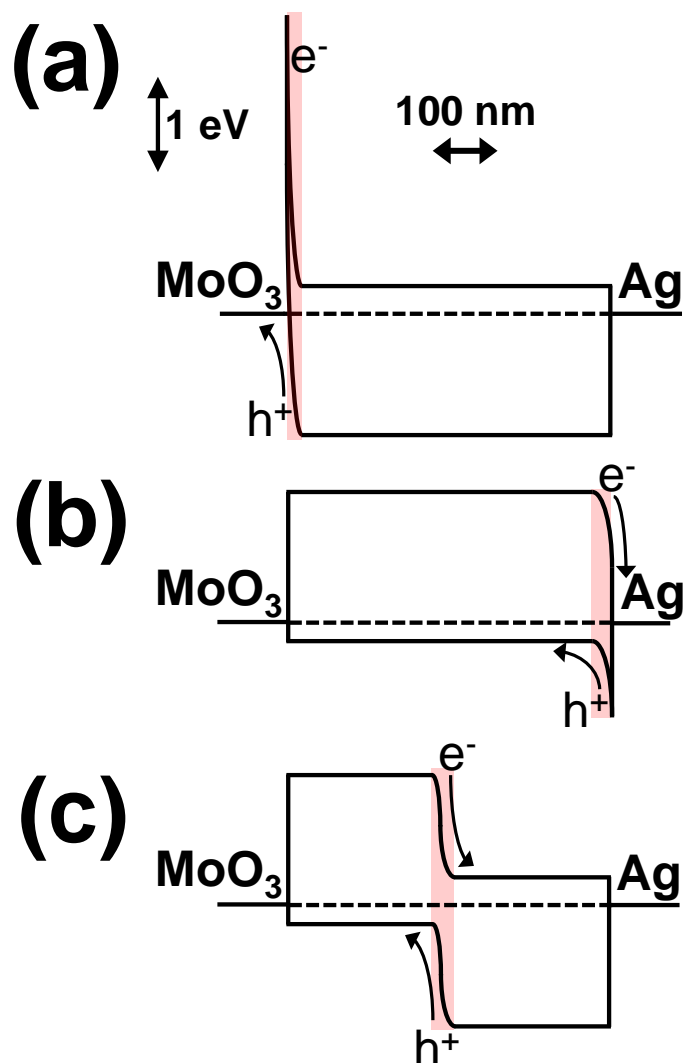 (a)
e⁻
1 eV
100 nm
MoO₃
Ag
h⁺
(b)
e⁻
MoO₃
Ag
h⁺
(c)
e⁻
MoO₃
Ag
h⁺